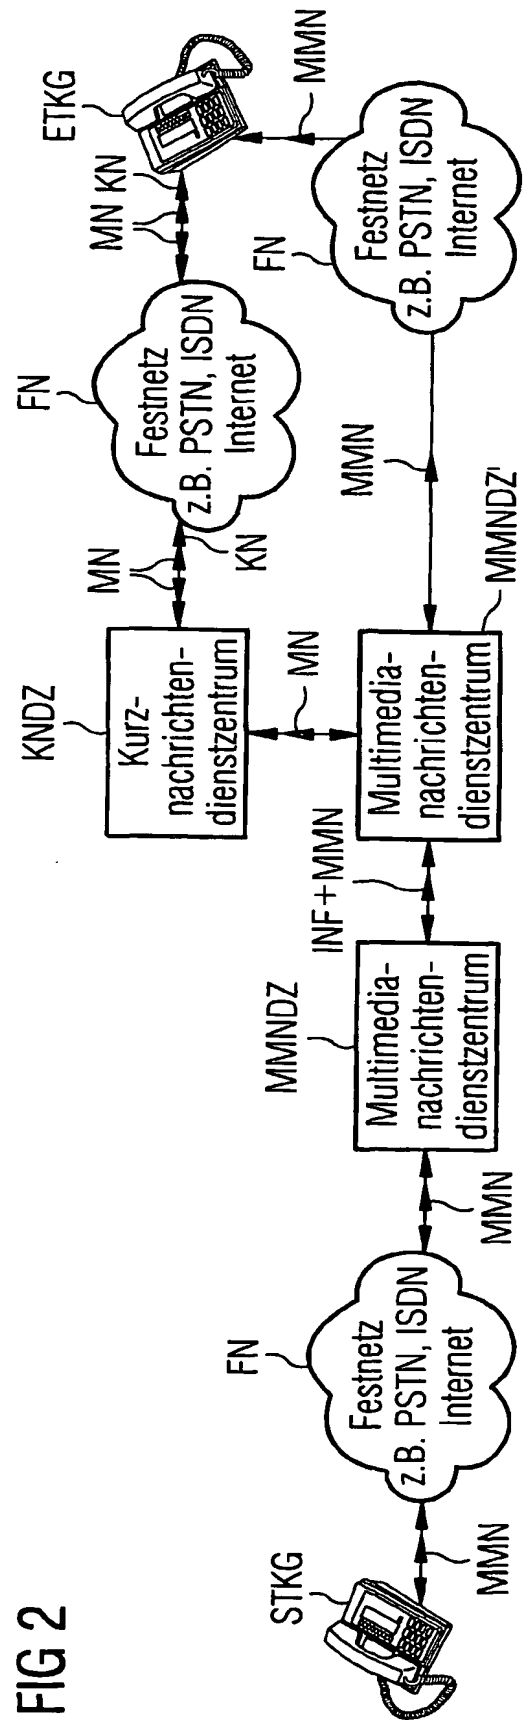 FIG 2
STKG
MMN
FN
Festnetz
z.B. PSTN, ISDN
Internet
MMN
MMNDZ
Multimedia-
nachrichten-
dienstzentrum
INF+MMN
MMNDZ'
Multimedia-
nachrichten-
dienstzentrum
MN
KNDZ
Kurz-
nachrichten-
dienstzentrum
MN
KN
FN
Festnetz
z.B. PSTN, ISDN
Internet
MN KN
ETKG
MMN
FN
Festnetz
z.B. PSTN, ISDN
Internet
MMN